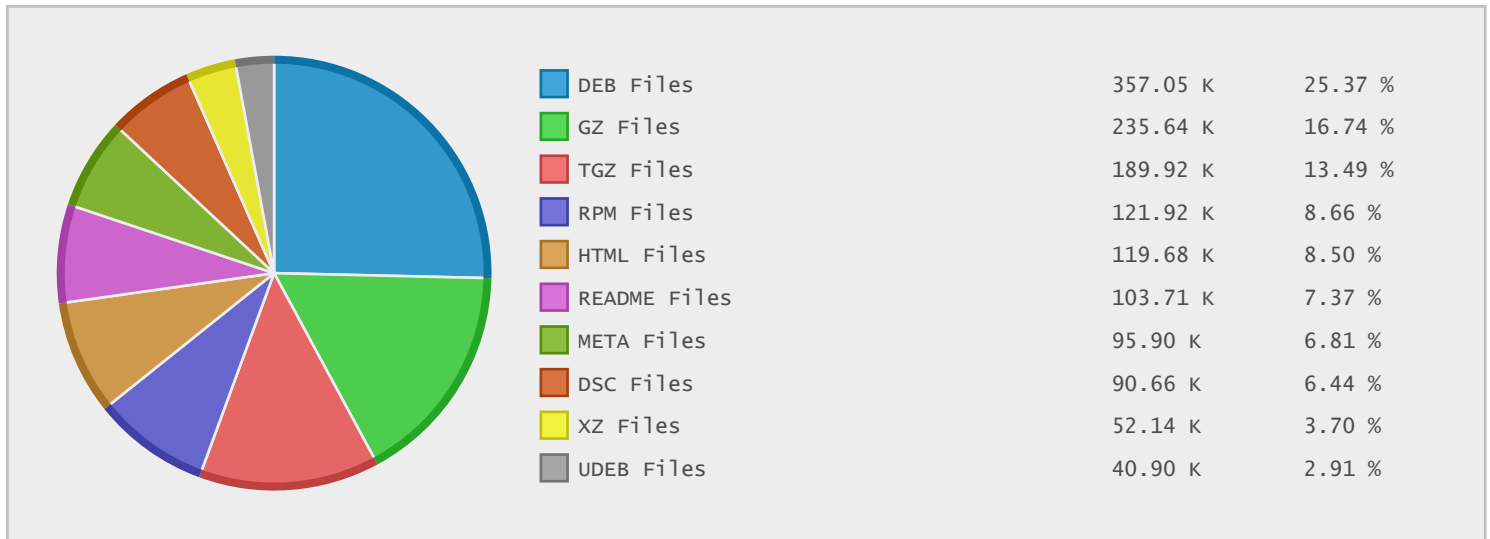 DEB Files 357.05 K 25.37 %
GZ Files 235.64 K 16.74 %
TGZ Files 189.92 K 13.49 %
RPM Files 121.92 K 8.66 %
HTML Files 119.68 K 8.50 %
README Files 103.71 K 7.37 %
META Files 95.90 K 6.81 %
DSC Files 90.66 K 6.44 %
XZ Files 52.14 K 3.70 %
UDEB Files 40.90 K 2.91 %